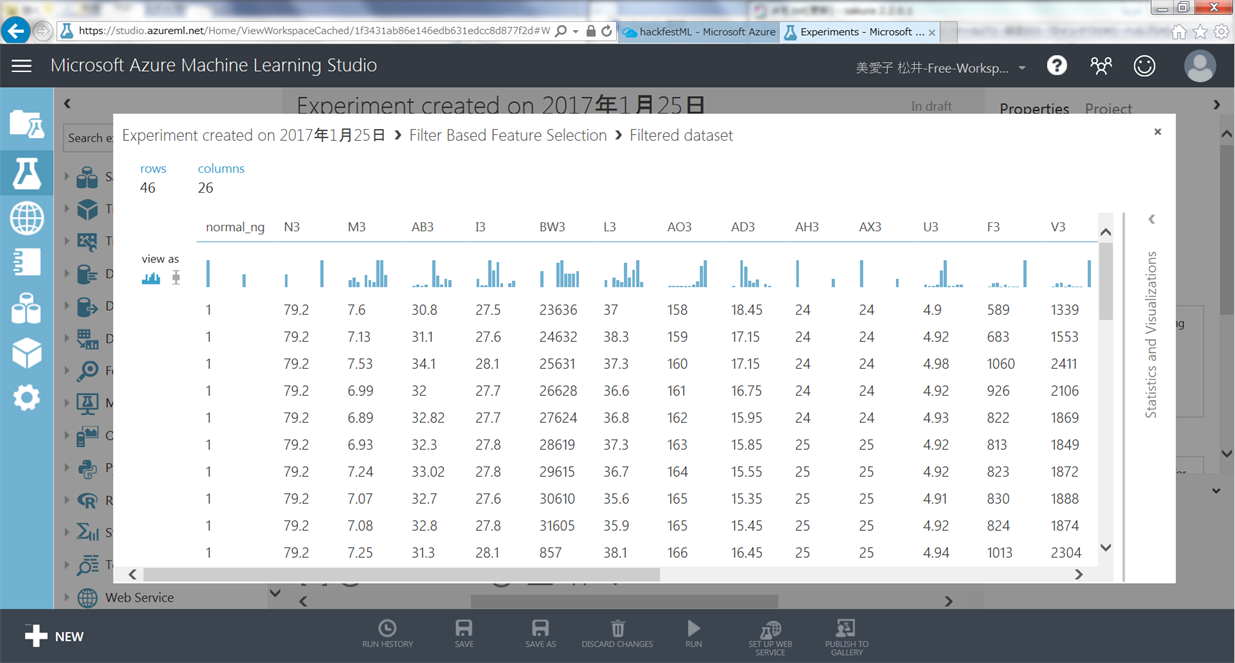 https://studio.azureml.net/Home/ViewWorkspaceCached/1f3431ab86e146edb631edcc8d877f2d#W
hackfestML - Microsoft Azure
Experiments - Microsoft ...
Microsoft Azure Machine Learning Studio
美愛子 松井-Free-Worksp...
Experiment created on 2017年1月25日
In draft
Properties Project
Search e
Experiment created on 2017年1月25日 > Filter Based Feature Selection > Filtered dataset
rows columns
46 26
view as
normal_ng N3 M3 AB3 I3 BW3 L3 AO3 AD3 AH3 AX3 U3 F3 V3
1 79.2 7.6 30.8 27.5 23636 37 158 18.45 24 24 4.9 589 1339
1 79.2 7.13 31.1 27.6 24632 38.3 159 17.15 24 24 4.92 683 1553
1 79.2 7.53 34.1 28.1 25631 37.3 160 17.15 24 24 4.98 1060 2411
1 79.2 6.99 32 27.7 26628 36.6 161 16.75 24 24 4.92 926 2106
1 79.2 6.89 32.82 27.7 27624 36.8 162 15.95 24 24 4.93 822 1869
1 79.2 6.93 32.3 27.8 28619 37.3 163 15.85 25 25 4.92 813 1849
1 79.2 7.24 33.02 27.8 29615 36.7 164 15.55 25 25 4.92 823 1872
1 79.2 7.07 32.7 27.6 30610 35.6 165 15.35 25 25 4.91 830 1888
1 79.2 7.08 32.8 27.8 31605 35.9 165 15.45 25 25 4.92 824 1874
1 79.2 7.25 31.3 28.1 857 38.1 166 16.45 25 25 4.94 1013 2304
Statistics and Visualizations
Web Service
NEW
RUN HISTORY
SAVE
SAVE AS
DISCARD CHANGES
RUN
SET UP WEB
SERVICE
PUBLISH TO
GALLERY